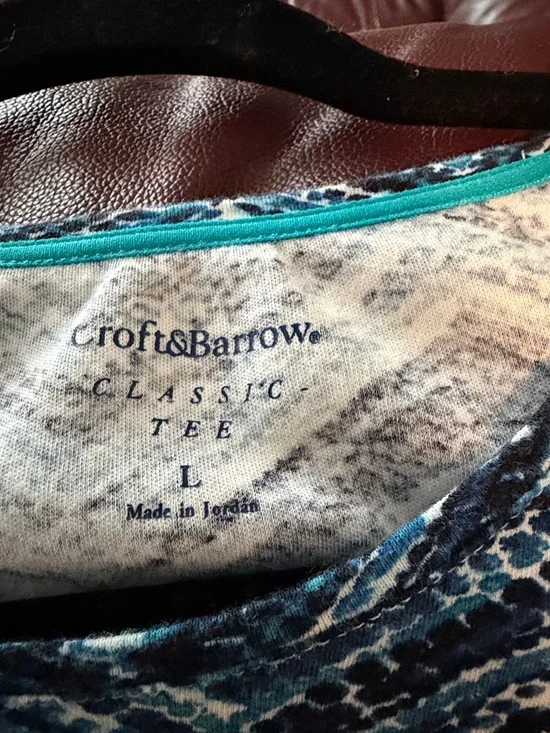 Croft&Barrow®
- CLASSIC -
TEE
L
Made in Jordan